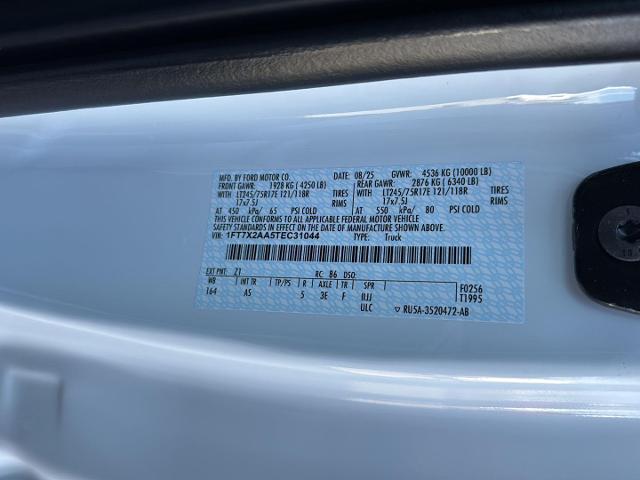 MFD. BY FORD MOTOR CO. 08/25 GVWR: 4536 KG (10000 LB)
FRONT GAWR: 1928 KG (4250 LB) REAR GAWR: 2876 KG (6340 LB)
WITH LT245/75R17E 121/118R TIRES WITH LT245/75R17E 121/118R TIRES
17x7.5J RIMS 17x7.5J RIMS
AT 450 kPa/ 65 PSI COLD AT 550 kPa/ 80 PSI COLD
THIS VEHICLE CONFORMS TO ALL APPLICABLE FEDERAL MOTOR VEHICLE
SAFETY STANDARDS IN EFFECT ON THE DATE OF MANUFACTURE SHOWN ABOVE.
VIN: 1FT7X2AA5TEC31044 TYPE: Truck
EXT PNT: Z1 RC: 86 DSO:
WB INT TR TP/PS R AXLE TR SPR F0256
164 AS 5 3E F IIJJ T1995
ULC RU5A-3520472-AB